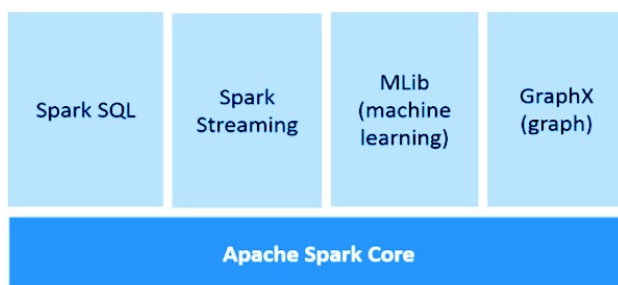 Spark SQL
Spark
Streaming
MLib
(machine
learning)
GraphX
(graph)
Apache Spark Core